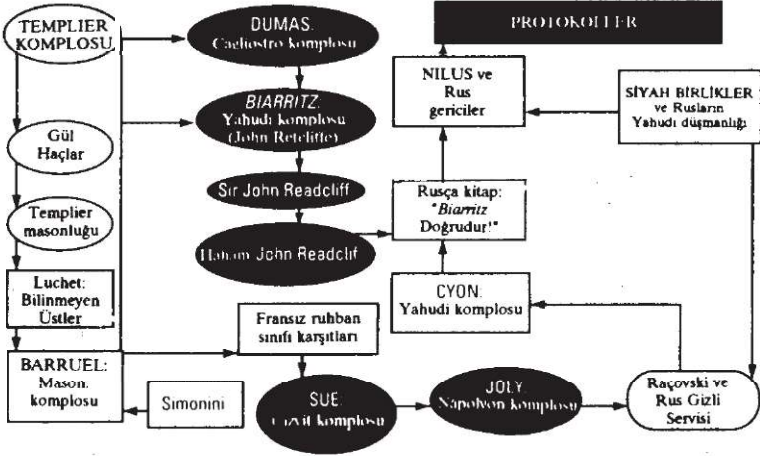 TEMPLIER
KOMPLOSU
DUMAS:
Cagliostro komplosu
PROTOKOLLER
BIARRITZ:
Yahudi komplosu
(John Retcliffe)
NILUS ve
Rus
gericiler
SİYAH BİRLİKLER
ve Rusların
Yahudi düşmanlığı
Gül
Haçlar
Sir John Readcliff
Rusça kitap:
"Biarritz
Doğrudur!"
Templier
masonluğu
Haham John Readclif
Luchet:
Bilinmeyen
Üstler
CYON:
Yahudi komplosu
Fransız ruhban
sınıfı karşıtları
BARRUEL:
Mason.
komplosu
Simonini
SUE:
Cizvit komplosu
JOLY:
Napolyon komplosu
Raçovski ve
Rus Gizli
Servisi